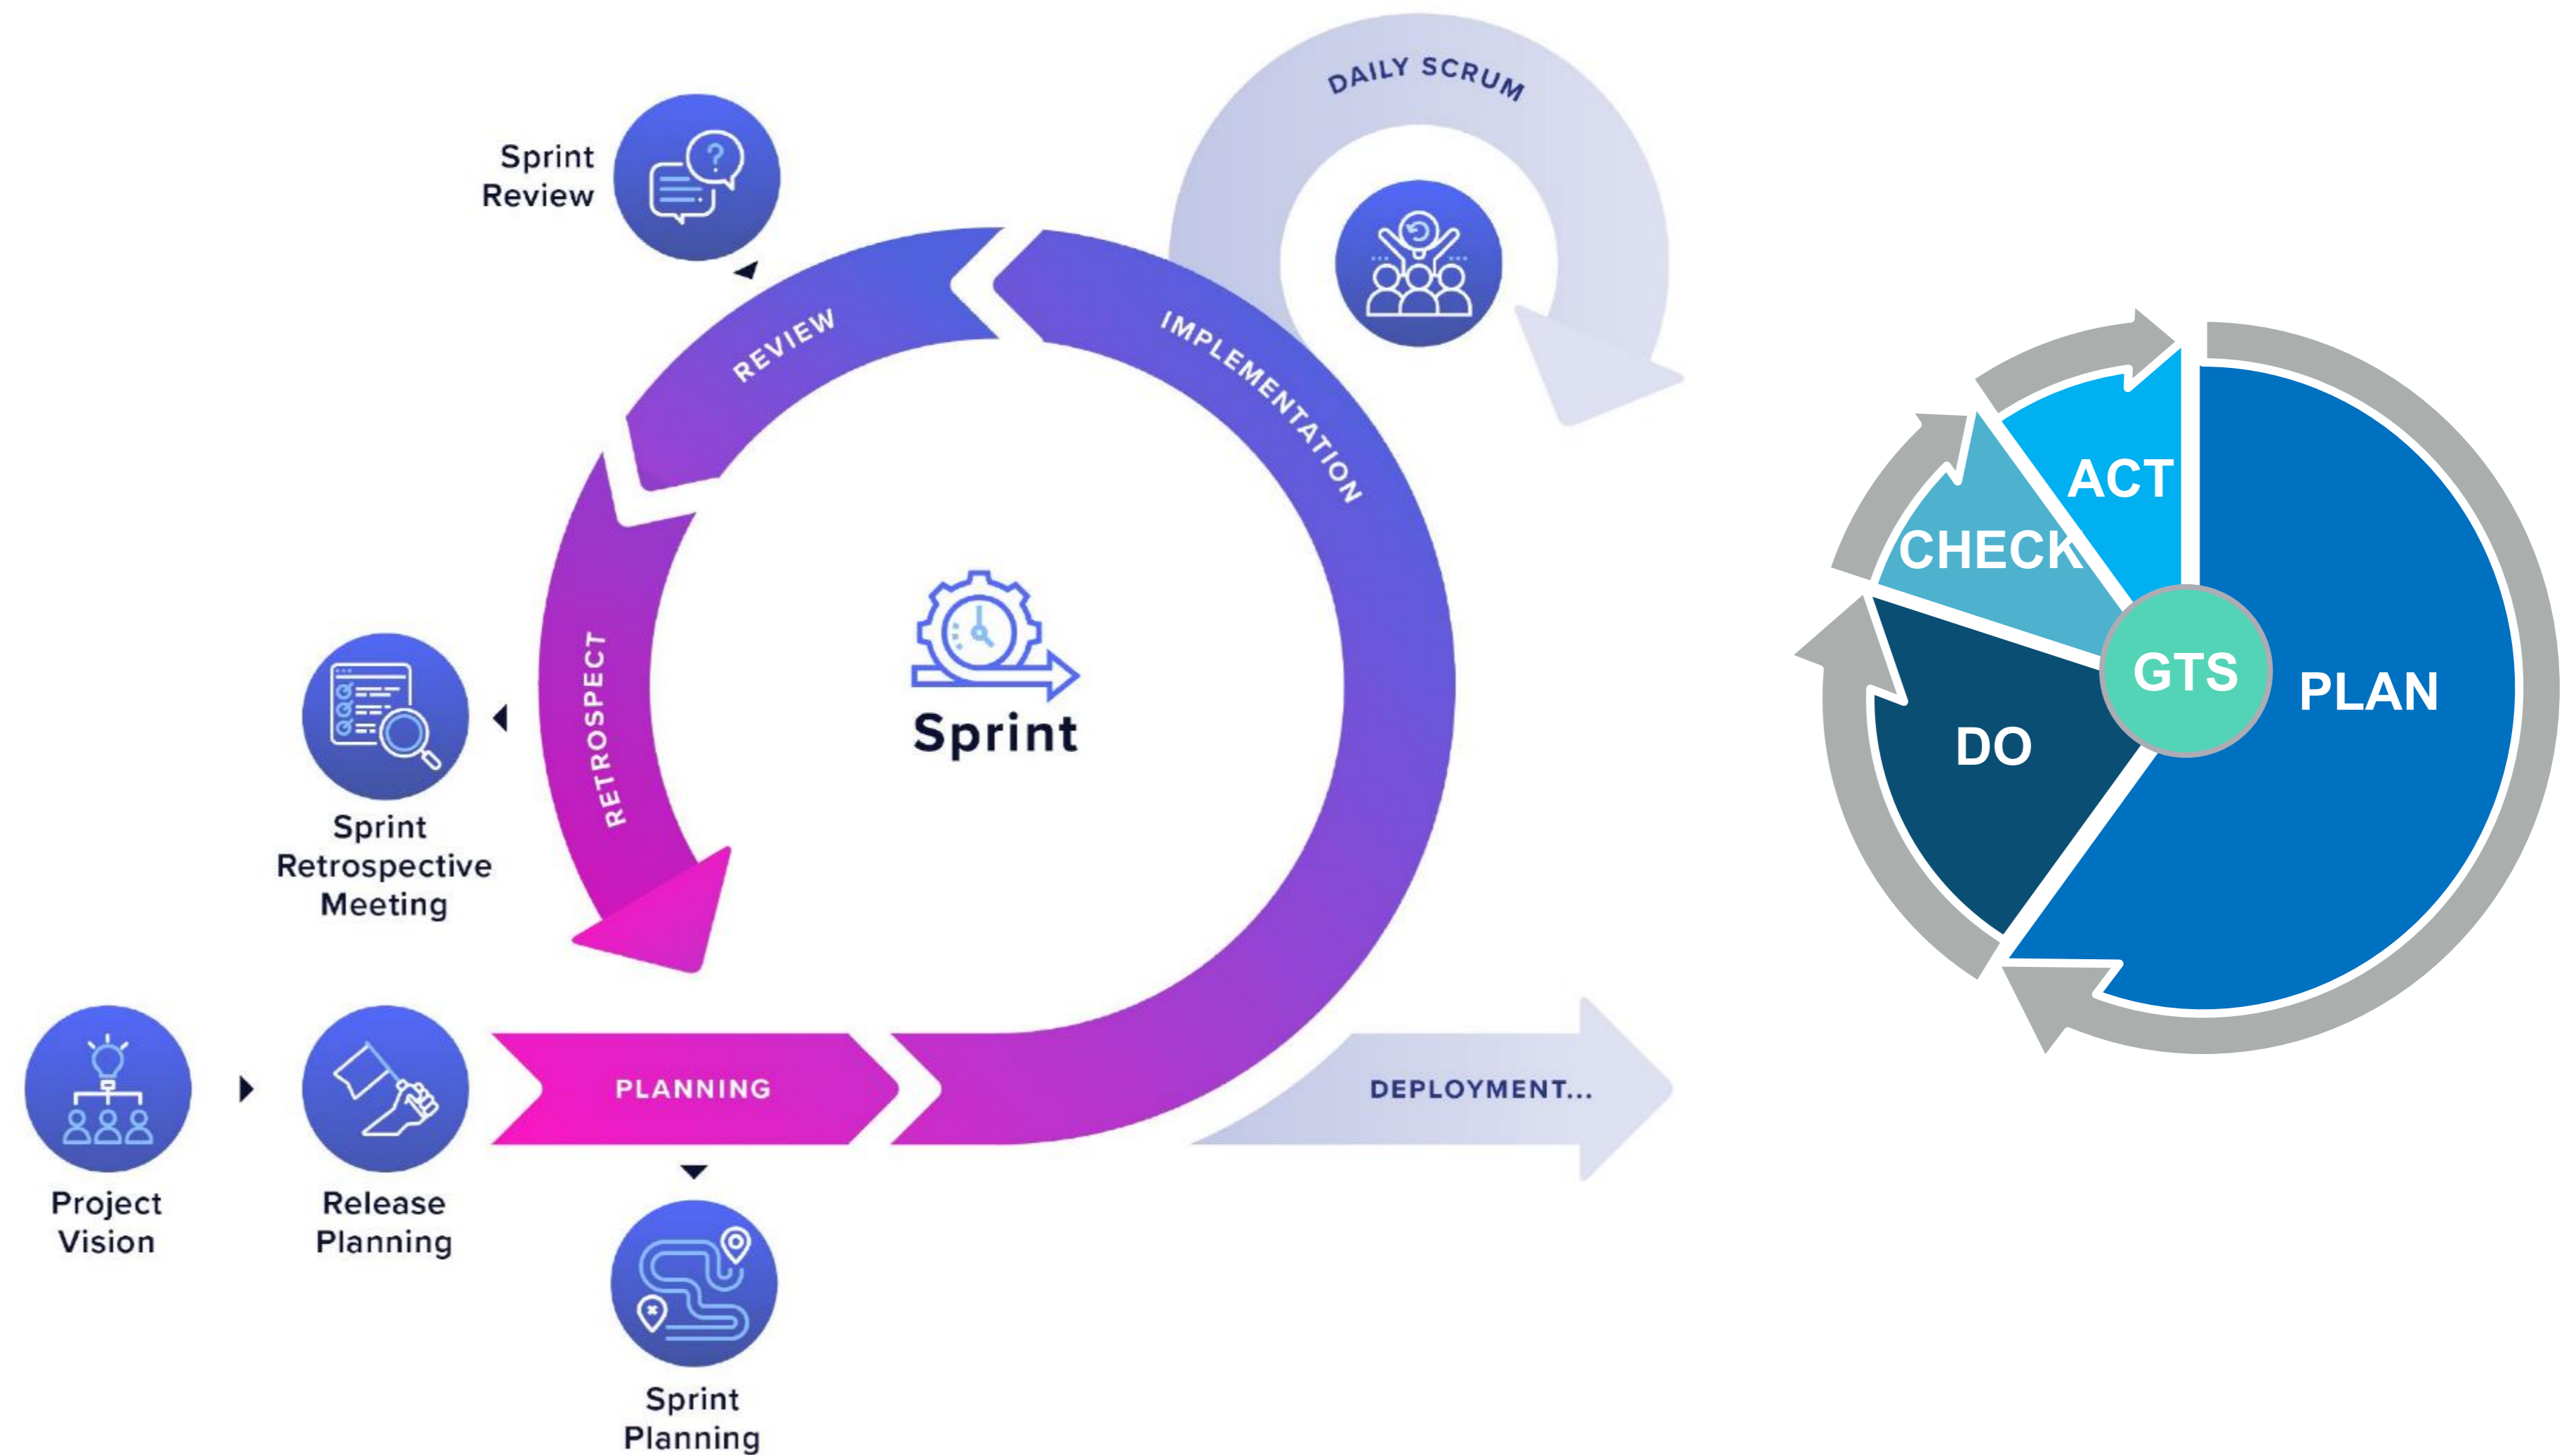 DAILY SCRUM
Sprint
Review
REVIEW
IMPLEMENTATION
RETROSPECT
Sprint
Sprint
Retrospective
Meeting
PLANNING
DEPLOYMENT...
Project
Vision
Release
Planning
Sprint
Planning
ACT
CHECK
GTS
PLAN
DO